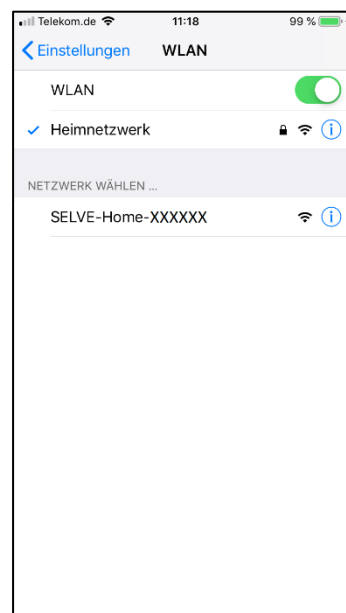 Telekom.de 11:18 99 %
Einstellungen WLAN
WLAN
Heimnetzwerk
NETZWERK WÄHLEN ...
SELVE-Home-XXXXXX